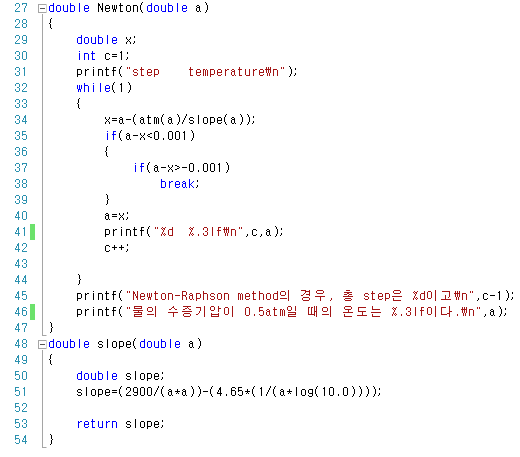 27 double Newton(double a)
28 {
29 double x;
30 int c=1;
31 printf("step    temperature₩n");
32 while(1)
33 {
34 x=a-(atm(a)/slope(a));
35 if(a-x<0.001)
36 {
37 if(a-x>-0.001)
38 break;
39 }
40 a=x;
41 printf("%d  %.3lf₩n",c,a);
42 c++;
43
44 }
45 printf("Newton-Raphson method의 경우, 총 step은 %d이고₩n",c-1);
46 printf("물의 수증기압이 0.5atm일 때의 온도는 %.3lf이다.₩n",a);
47 }
48 double slope(double a)
49 {
50 double slope;
51 slope=(2900/(a*a))-(4.65*(1/(a*log(10.0))));
52
53 return slope;
54 }